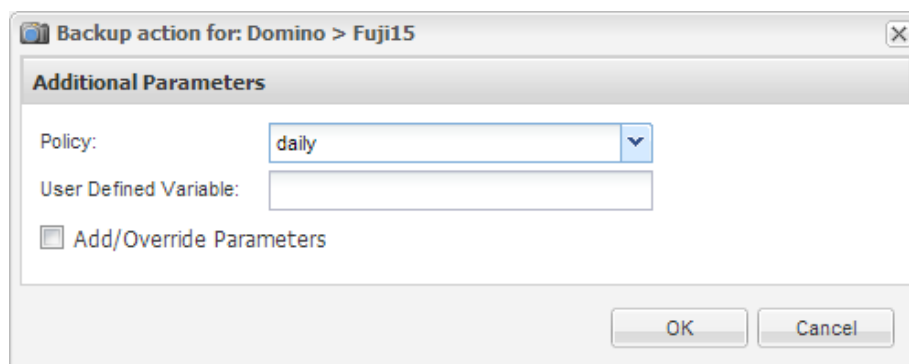 Backup action for: Domino > Fuji15
Additional Parameters
Policy: daily
User Defined Variable:
Add/Override Parameters
OK Cancel